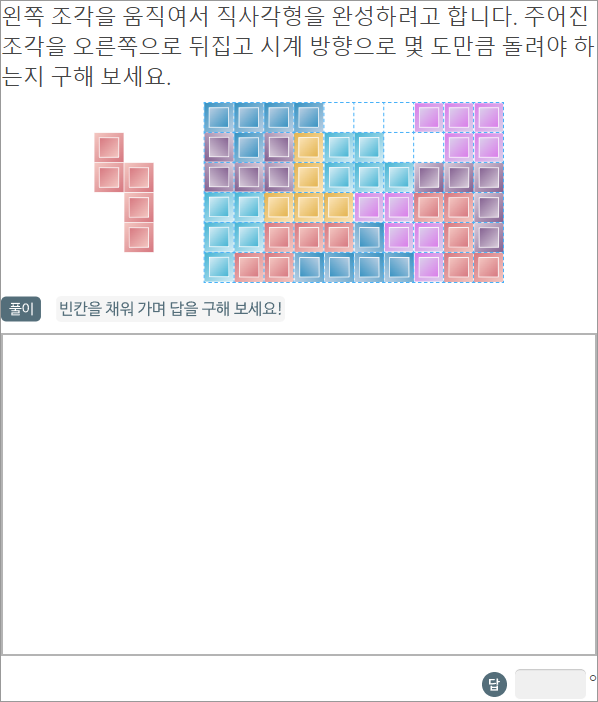 왼쪽 조각을 움직여서 직사각형을 완성하려고 합니다. 주어진
조각을 오른쪽으로 뒤집고 시계 방향으로 몇 도만큼 돌려야 하
는지 구해 보세요.
풀이 빈칸을 채워 가며 답을 구해 보세요!
답 °